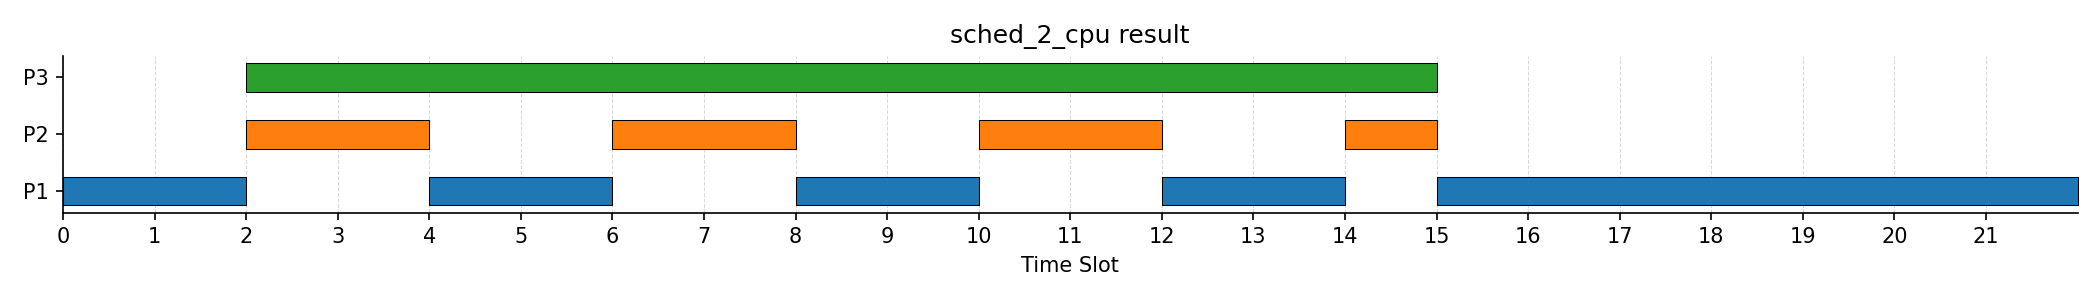 sched_2_cpu result
P3
P2
P1
0 1 2 3 4 5 6 7 8 9 10 11 12 13 14 15 16 17 18 19 20 21
Time Slot